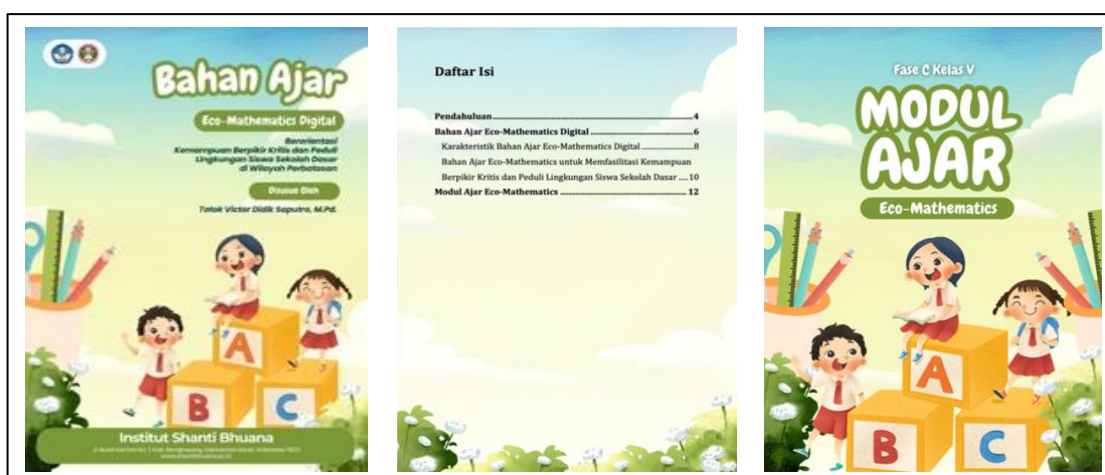 Bahan Ajar
Eco-Mathematics Digital
Berorientasi
Kemampuan Berpikir Kritis dan Peduli
Lingkungan Siswa Sekolah Dasar
di Wilayah Perbatasan
Disusun Oleh
Totok Victor Didik Saputro, M.Pd.
A
B
C
Institut Shanti Bhuana
Daftar Isi
Pendahuluan 4
Bahan Ajar Eco-Mathematics Digital 6
Karakteristik Bahan Ajar Eco-Mathematics Digital 8
Bahan Ajar Eco-Mathematics untuk Memfasilitasi Kemampuan
Berpikir Kritis dan Peduli Lingkungan Siswa Sekolah Dasar 10
Modul Ajar Eco-Mathematics 12
Fase C Kelas V
MODUL
AJAR
Eco-Mathematics
A
B
C